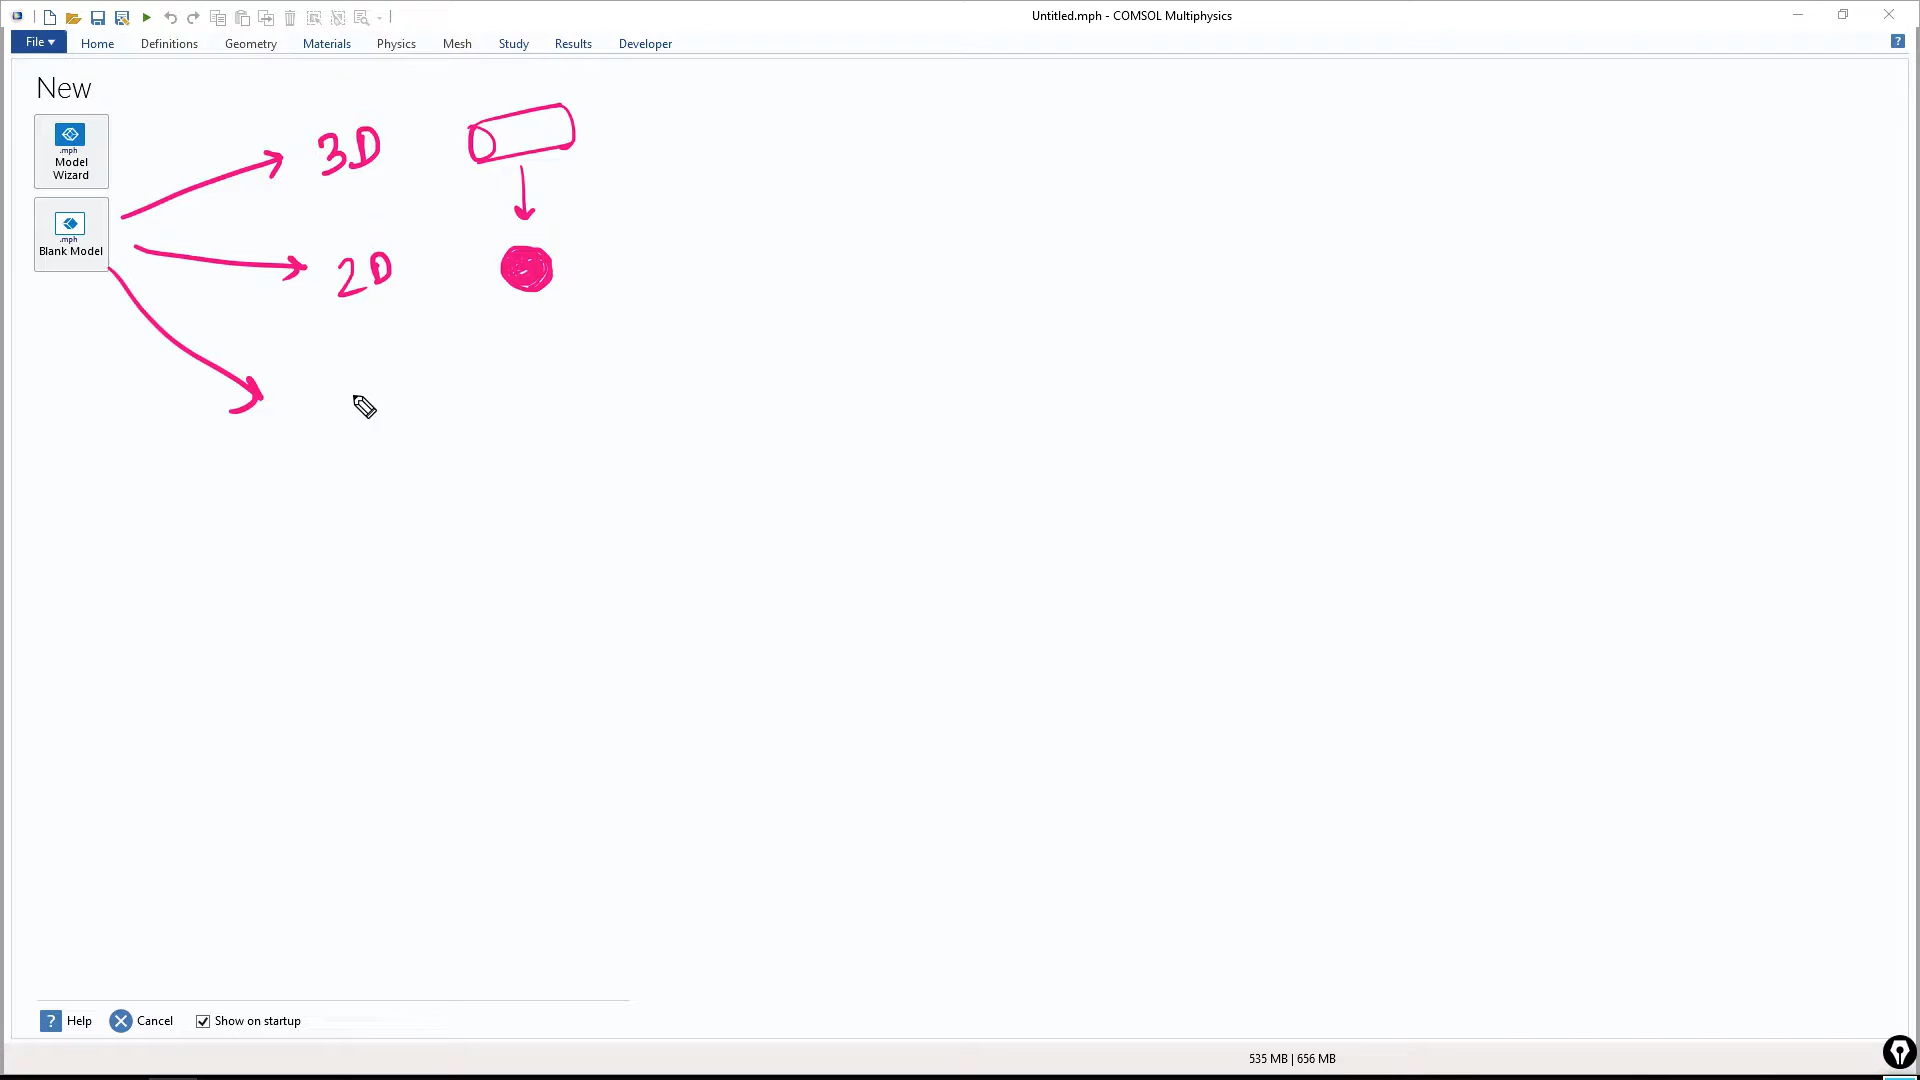 Untitled.mph - COMSOL Multiphysics
File Home Definitions Geometry Materials Physics Mesh Study Results Developer ?
New
.mph
Model
Wizard
3D
.mph
Blank Model
2D
? Help Cancel Show on startup
535 MB | 656 MB